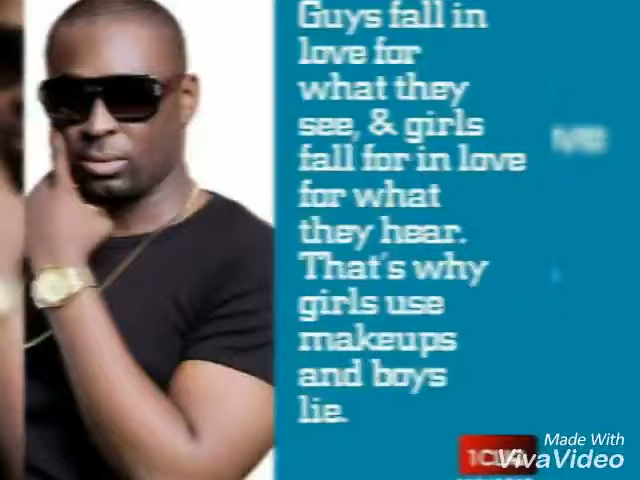 Guys fall in
love for
what they
see, & girls
fall for in love
for what
they hear.
That's why
girls use
makeups
and boys
lie.
Made With
VivaVideo